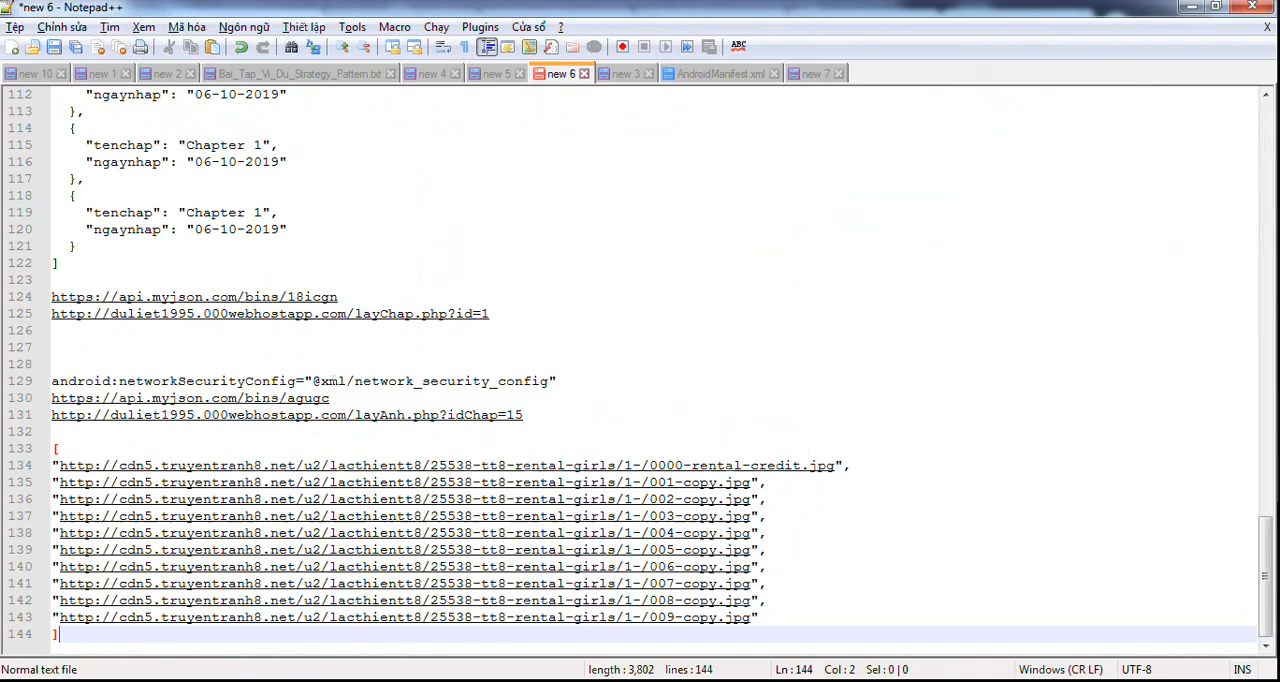 *new 6 - Notepad++
Tệp Chỉnh sửa Tìm Xem Mã hóa Ngôn ngữ Thiết lập Tools Macro Chạy Plugins Cửa sổ ? X
ABC
new 10 new 1 new 2 Bai_Tap_Vi_Du_Strategy_Pattern.txt new 4 new 5 new 6 new 3 AndroidManifest.xml new 7
112 "ngaynhap": "06-10-2019"
113 },
114 {
115 "tenchap": "Chapter 1",
116 "ngaynhap": "06-10-2019"
117 },
118 {
119 "tenchap": "Chapter 1",
120 "ngaynhap": "06-10-2019"
121 }
122 ]
123
124 https://api.myjson.com/bins/18icgn
125 http://duliet1995.000webhostapp.com/layChap.php?id=1
126
127
128
129 android:networkSecurityConfig="@xml/network_security_config"
130 https://api.myjson.com/bins/agugc
131 http://duliet1995.000webhostapp.com/layAnh.php?idChap=15
132
133 [
134 "http://cdn5.truyentranh8.net/u2/lacthientt8/25538-tt8-rental-girls/1-/0000-rental-credit.jpg",
135 "http://cdn5.truyentranh8.net/u2/lacthientt8/25538-tt8-rental-girls/1-/001-copy.jpg",
136 "http://cdn5.truyentranh8.net/u2/lacthientt8/25538-tt8-rental-girls/1-/002-copy.jpg",
137 "http://cdn5.truyentranh8.net/u2/lacthientt8/25538-tt8-rental-girls/1-/003-copy.jpg",
138 "http://cdn5.truyentranh8.net/u2/lacthientt8/25538-tt8-rental-girls/1-/004-copy.jpg",
139 "http://cdn5.truyentranh8.net/u2/lacthientt8/25538-tt8-rental-girls/1-/005-copy.jpg",
140 "http://cdn5.truyentranh8.net/u2/lacthientt8/25538-tt8-rental-girls/1-/006-copy.jpg",
141 "http://cdn5.truyentranh8.net/u2/lacthientt8/25538-tt8-rental-girls/1-/007-copy.jpg",
142 "http://cdn5.truyentranh8.net/u2/lacthientt8/25538-tt8-rental-girls/1-/008-copy.jpg",
143 "http://cdn5.truyentranh8.net/u2/lacthientt8/25538-tt8-rental-girls/1-/009-copy.jpg"
144 ]
Normal text file length : 3,802 lines : 144 Ln : 144 Col : 2 Sel : 0 | 0 Windows (CR LF) UTF-8 INS